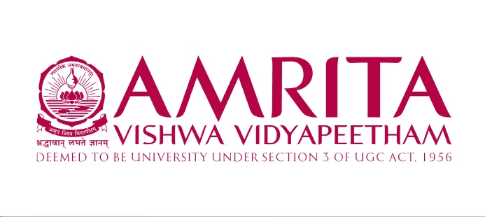 AMRITA
VISHWA VIDYAPEETHAM
श्रद्धावान् लभते ज्ञानम्
DEEMED TO BE UNIVERSITY UNDER SECTION 3 OF UGC ACT, 1956